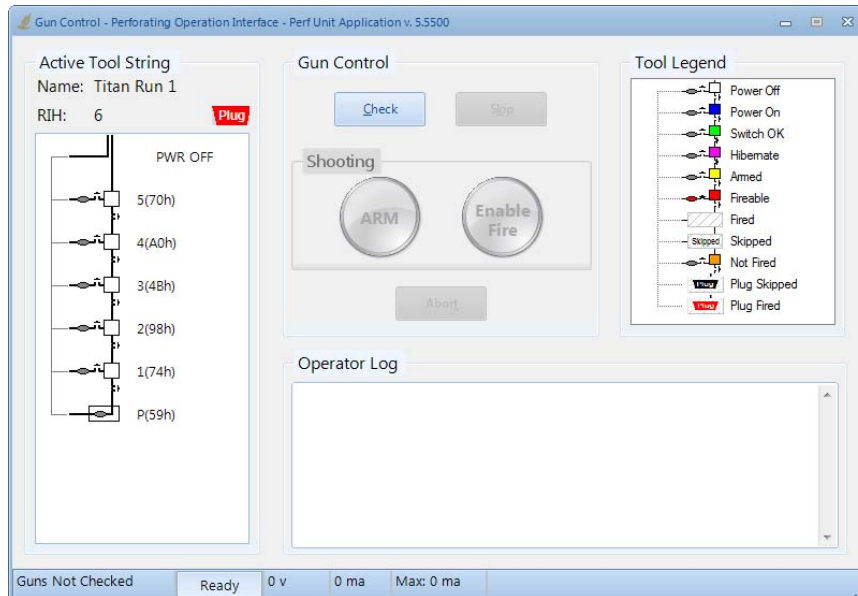 Gun Control - Perforating Operation Interface - Perf Unit Application v. 5.5500
Active Tool String
Name: Titan Run 1
RIH: 6 Plug
PWR OFF
5(70h)
4(A0h)
3(4Bh)
2(98h)
1(74h)
P(59h)
Gun Control
Check Skip
Shooting
ARM
Enable
Fire
Abort
Tool Legend
Power Off
Power On
Switch OK
Hibernate
Armed
Fireable
Fired
Skipped Skipped
Not Fired
Plug Plug Skipped
Plug Plug Fired
Operator Log
Guns Not Checked Ready 0 v 0 ma Max: 0 ma